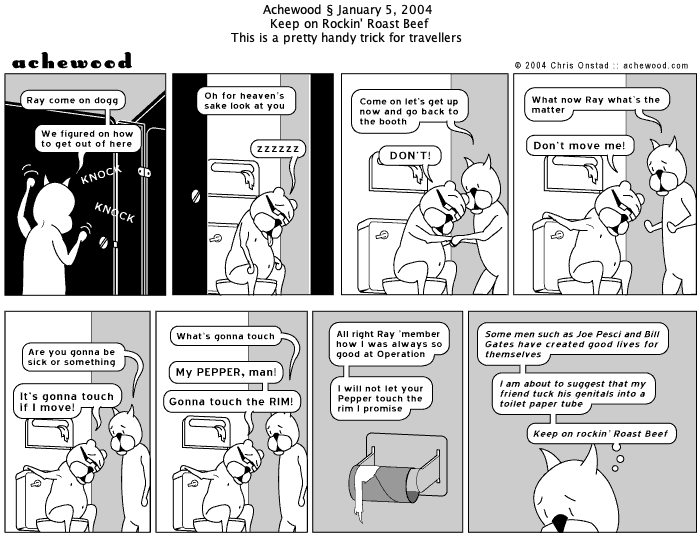 Achewood § January 5, 2004
Keep on Rockin' Roast Beef
This is a pretty handy trick for travellers
achewood
© 2004 Chris Onstad :: achewood.com
Ray come on dogg
We figured on how
to get out of here
KNOCK
KNOCK
Oh for heaven's
sake look at you
zzzzzz
Come on let's get up
now and go back to
the booth
DON'T!
What now Ray what's the
matter
Don't move me!
Are you gonna be
sick or something
It's gonna touch
if I move!
What's gonna touch
My PEPPER, man!
Gonna touch the RIM!
All right Ray 'member
how I was always so
good at Operation
I will not let your
Pepper touch the
rim I promise
Some men such as Joe Pesci and Bill
Gates have created good lives for
themselves
I am about to suggest that my
friend tuck his genitals into a
toilet paper tube
Keep on rockin' Roast Beef